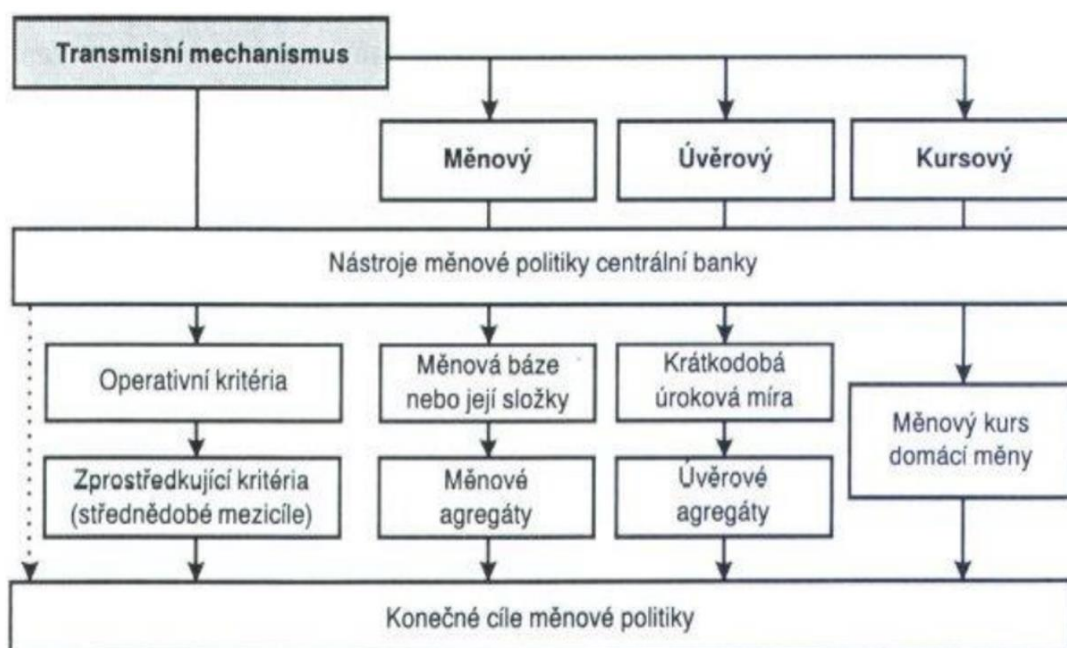 Transmisní mechanismus
Měnový
Úvěrový
Kursový
Nástroje měnové politiky centrální banky
Operativní kritéria
Měnová báze
nebo její složky
Krátkodobá
úroková míra
Měnový kurs
domácí měny
Zprostředkující kritéria
(střednědobé mezicíle)
Měnové
agregáty
Úvěrové
agregáty
Konečné cíle měnové politiky